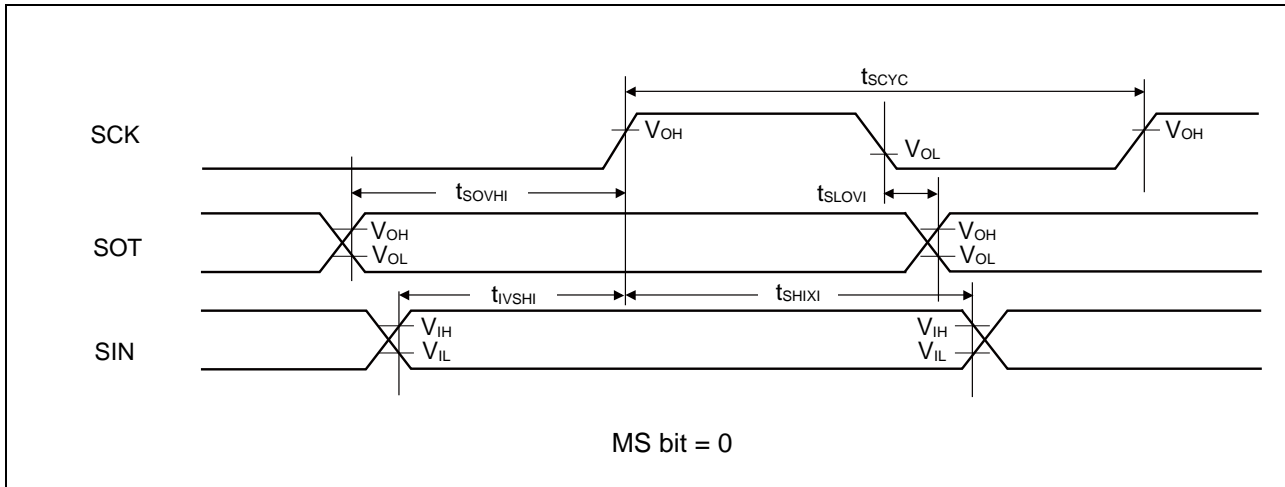 tSCYC
SCK
VOH
VOL
VOH
tSOVHI
tSLOVI
SOT
VOH
VOL
VOH
VOL
tIVSHI
tSHIXI
SIN
VIH
VIL
VIH
VIL
MS bit = 0